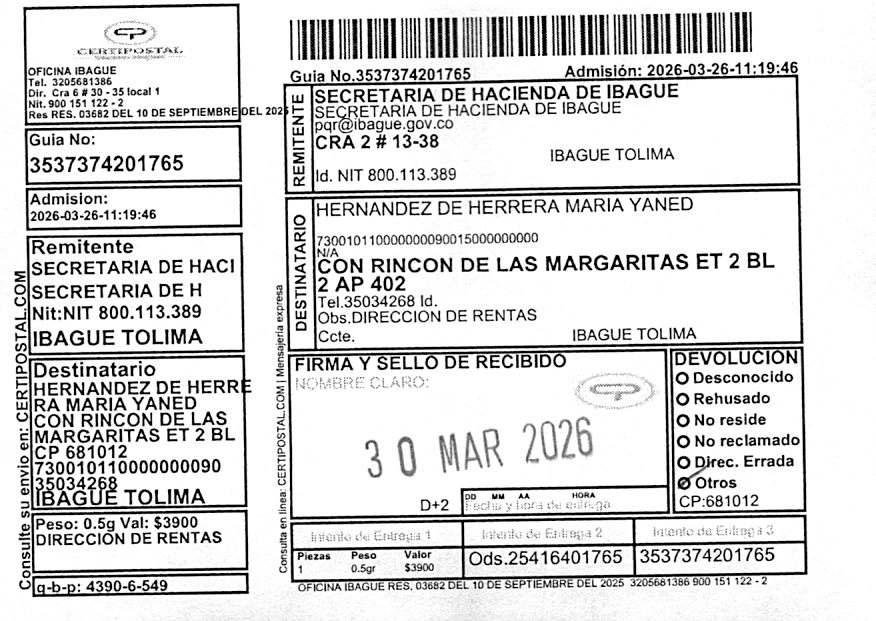 CERTIPOSTAL
OFICINA IBAGUE
Tel. 3205681386
Dir. Cra 6 # 30 - 35 local 1
Nit. 900 151 122 - 2
Res RES. 03682 DEL 10 DE SEPTIEMBRE DEL 2025
Guia No:
3537374201765
Admision:
2026-03-26-11:19:46
Remitente
SECRETARIA DE HACI
SECRETARIA DE H
Nit:NIT 800.113.389
IBAGUE TOLIMA
Destinatario
HERNANDEZ DE HERRE
RA MARIA YANED
CON RINCON DE LAS
MARGARITAS ET 2 BL
CP 681012
730010110000000090
35034268
IBAGUE TOLIMA
Peso: 0.5g Val: $3900
DIRECCIÓN DE RENTAS
q-b-p: 4390-6-549
Consulte su envio en: CERTIPOSTAL.COM
Guia No.3537374201765
Admisión: 2026-03-26-11:19:46
REMITENTE
SECRETARIA DE HACIENDA DE IBAGUE
SECRETARIA DE HACIENDA DE IBAGUE
pqr@ibague.gov.co
CRA 2 # 13-38
IBAGUE TOLIMA
Id. NIT 800.113.389
DESTINATARIO
HERNANDEZ DE HERRERA MARIA YANED
730010110000000090015000000000
N/A
CON RINCON DE LAS MARGARITAS ET 2 BL
2 AP 402
Tel.35034268 Id.
Obs.DIRECCION DE RENTAS
Ccte.
IBAGUE TOLIMA
Consulta en linea: CERTIPOSTAL.COM | Mensajería expresa
FIRMA Y SELLO DE RECIBIDO
NOMBRE CLARO:
30 MAR 2026
D+2
DD MM AA HORA
Fecha y hora de entrega
DEVOLUCIÓN
Desconocido
Rehusado
No reside
No reclamado
Direc. Errada
Otros
CP:681012
Intento de Entrega 1
Intento de Entrega 2
Intento de Entrega 3
Piezas Peso Valor
1 0.5gr $3900
Ods.25416401765
3537374201765
OFICINA IBAGUE RES. 03682 DEL 10 DE SEPTIEMBRE DEL 2025 3205681386 900 151 122 - 2